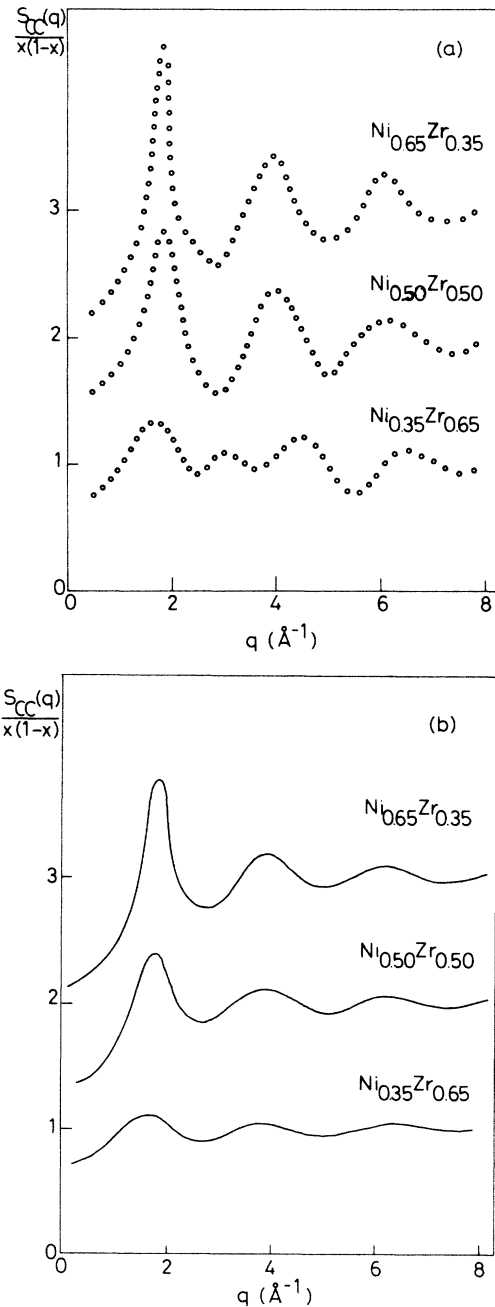 S_CC(q)
x(1-x)
(a)
Ni0.65Zr0.35
3
Ni0.50Zr0.50
2
Ni0.35Zr0.65
1
0
0 2 4 6 8
q (Å-1)
S_CC(q)
x(1-x)
(b)
Ni0.65Zr0.35
3
Ni0.50Zr0.50
2
Ni0.35Zr0.65
1
0
0 2 4 6 8
q (Å-1)